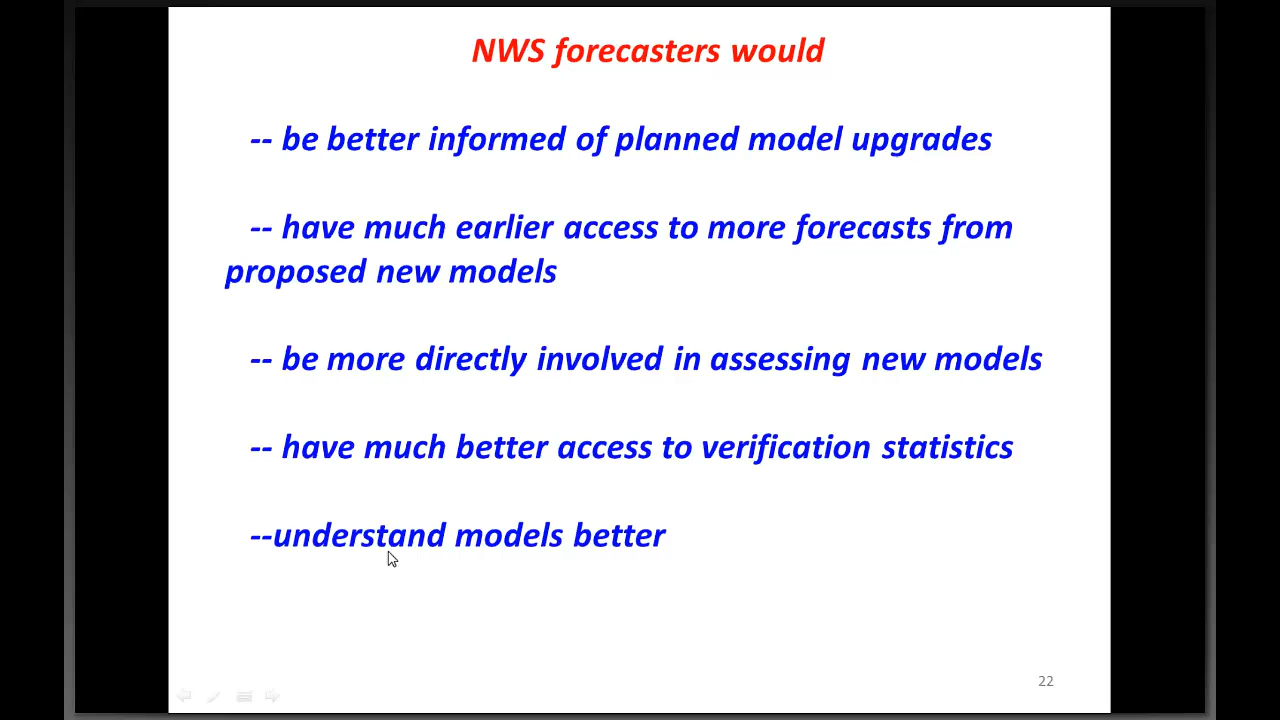 NWS forecasters would
-- be better informed of planned model upgrades
-- have much earlier access to more forecasts from
proposed new models
-- be more directly involved in assessing new models
-- have much better access to verification statistics
--understand models better
22